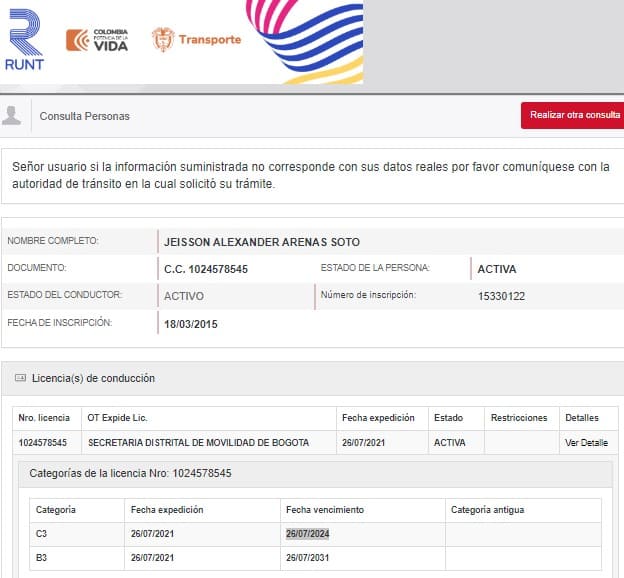 RUNT
COLOMBIA
POTENCIA DE LA
VIDA
Transporte
Consulta Personas
Realizar otra consulta
Señor usuario si la información suministrada no corresponde con sus datos reales por favor comuníquese con la
autoridad de tránsito en la cual solicitó su trámite.
NOMBRE COMPLETO: JEISSON ALEXANDER ARENAS SOTO
DOCUMENTO: C.C. 1024578545 ESTADO DE LA PERSONA: ACTIVA
ESTADO DEL CONDUCTOR: ACTIVO Número de inscripción: 15330122
FECHA DE INSCRIPCIÓN: 18/03/2015
Licencia(s) de conducción
Nro. licencia OT Expide Lic. Fecha expedición Estado Restricciones Detalles
1024578545 SECRETARIA DISTRITAL DE MOVILIDAD DE BOGOTA 26/07/2021 ACTIVA Ver Detalle
Categorías de la licencia Nro: 1024578545
Categoría Fecha expedición Fecha vencimiento Categoría antigua
C3 26/07/2021 26/07/2024
B3 26/07/2021 26/07/2031